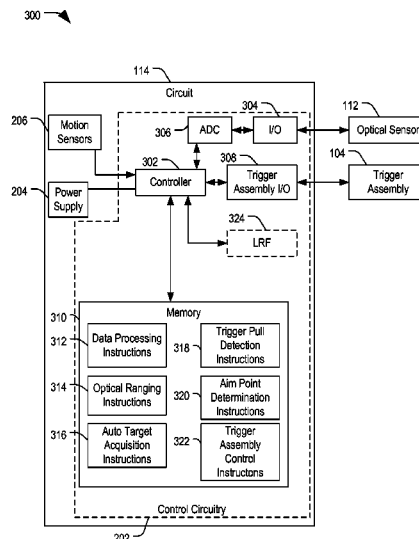 300
114
Circuit
206
Motion
Sensors
306
ADC
304
I/O
112
Optical Sensor
302
Controller
308
Trigger
Assembly I/O
104
Trigger
Assembly
204
Power
Supply
324
LRF
310
Memory
312
Data Processing
Instructions
318
Trigger Pull
Detection
Instructions
314
Optical Ranging
Instructions
320
Aim Point
Determination
Instructions
316
Auto Target
Acquisition
Instructions
322
Trigger
Assembly
Control
Instructons
Control Circuitry
202